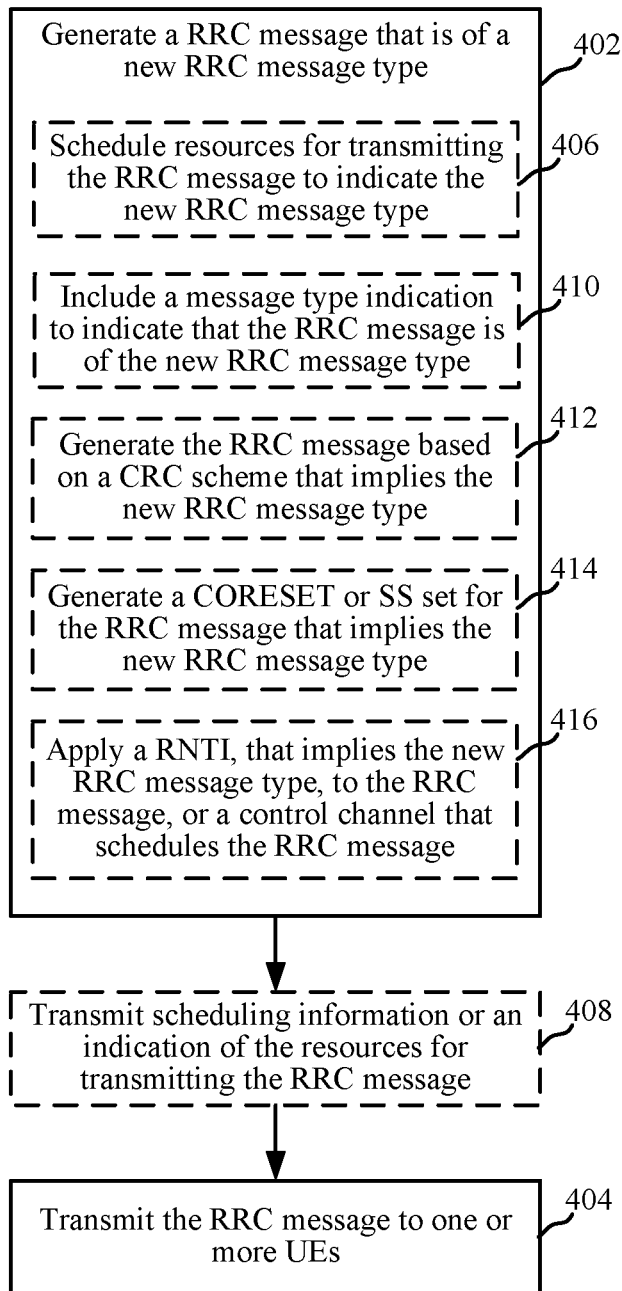 Generate a RRC message that is of a
new RRC message type
402
Schedule resources for transmitting
the RRC message to indicate the
new RRC message type
406
Include a message type indication
to indicate that the RRC message is
of the new RRC message type
410
Generate the RRC message based
on a CRC scheme that implies the
new RRC message type
412
Generate a CORESET or SS set for
the RRC message that implies the
new RRC message type
414
Apply a RNTI, that implies the new
RRC message type, to the RRC
message, or a control channel that
schedules the RRC message
416
Transmit scheduling information or an
indication of the resources for
transmitting the RRC message
408
Transmit the RRC message to one or
more UEs
404